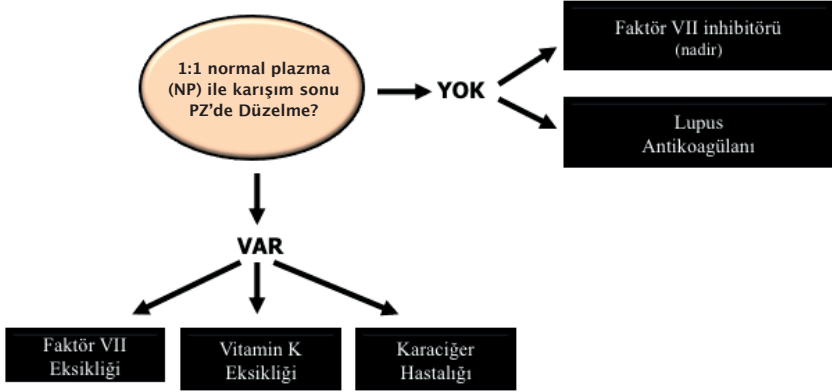 1:1 normal plazma
(NP) ile karışım sonu
PZ'de Düzelme?
YOK
Faktör VII inhibitörü
(nadir)
Lupus
Antikoagülanı
VAR
Faktör VII
Eksikliği
Vitamin K
Eksikliği
Karaciğer
Hastalığı